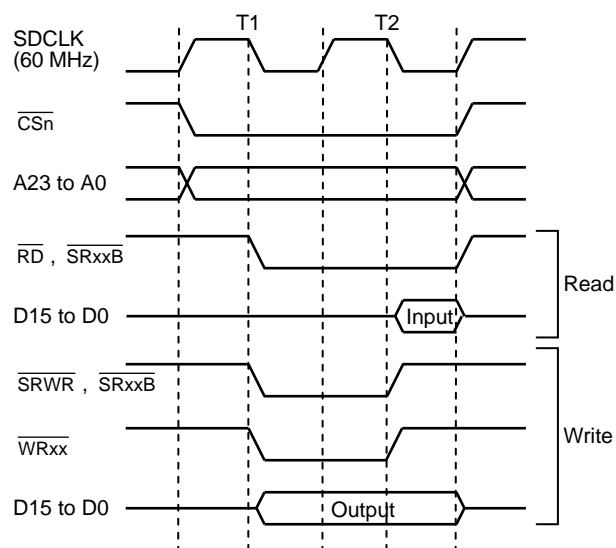 T1 T2
SDCLK
(60 MHz)
CSn
A23 to A0
RD , SRxxB
D15 to D0 Input
Read
SRWR , SRxxB
WRxx
Write
D15 to D0 Output